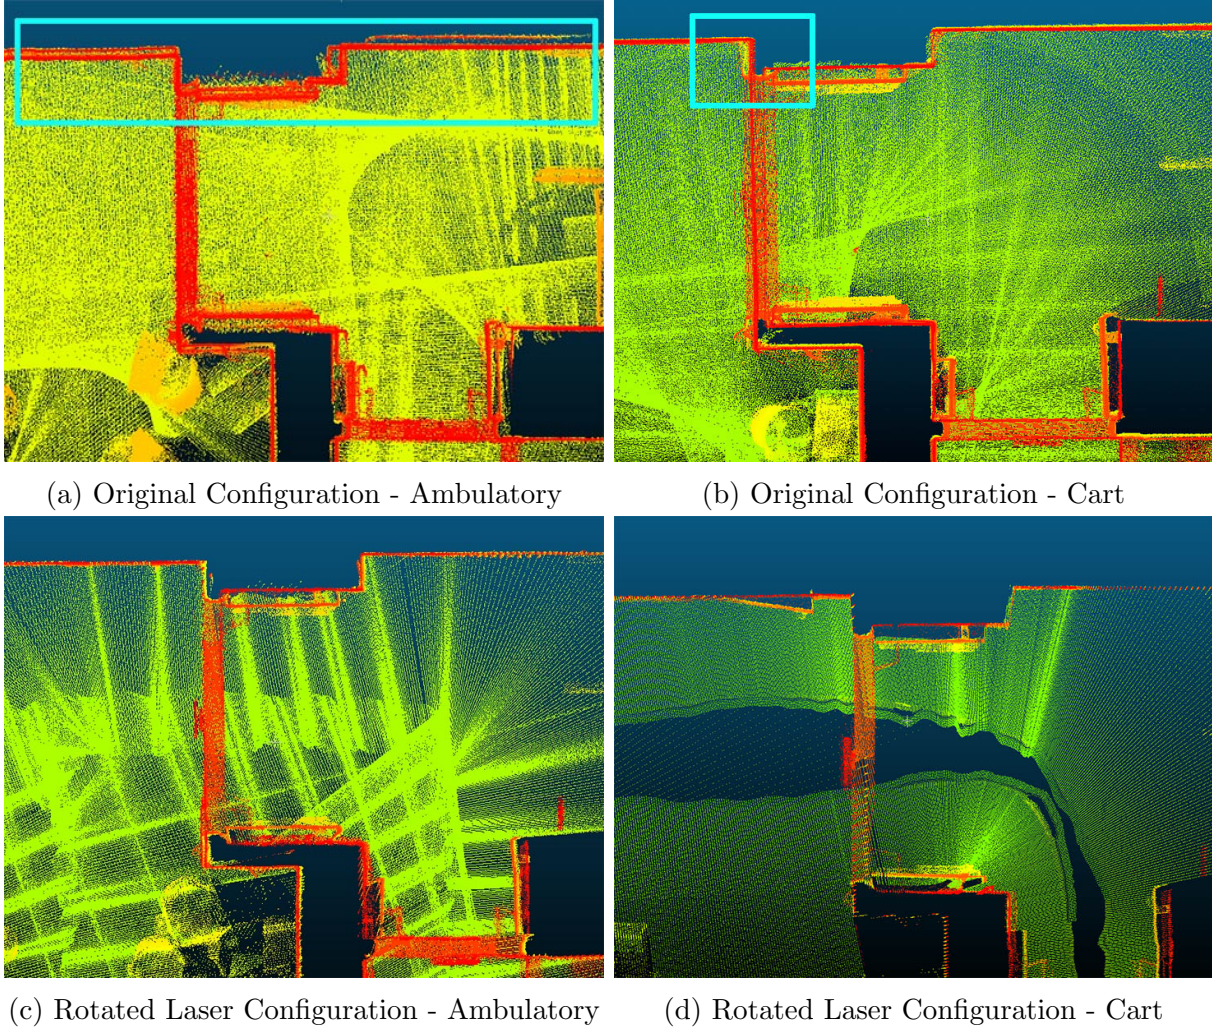 (a) Original Configuration - Ambulatory
(b) Original Configuration - Cart
(c) Rotated Laser Configuration - Ambulatory
(d) Rotated Laser Configuration - Cart